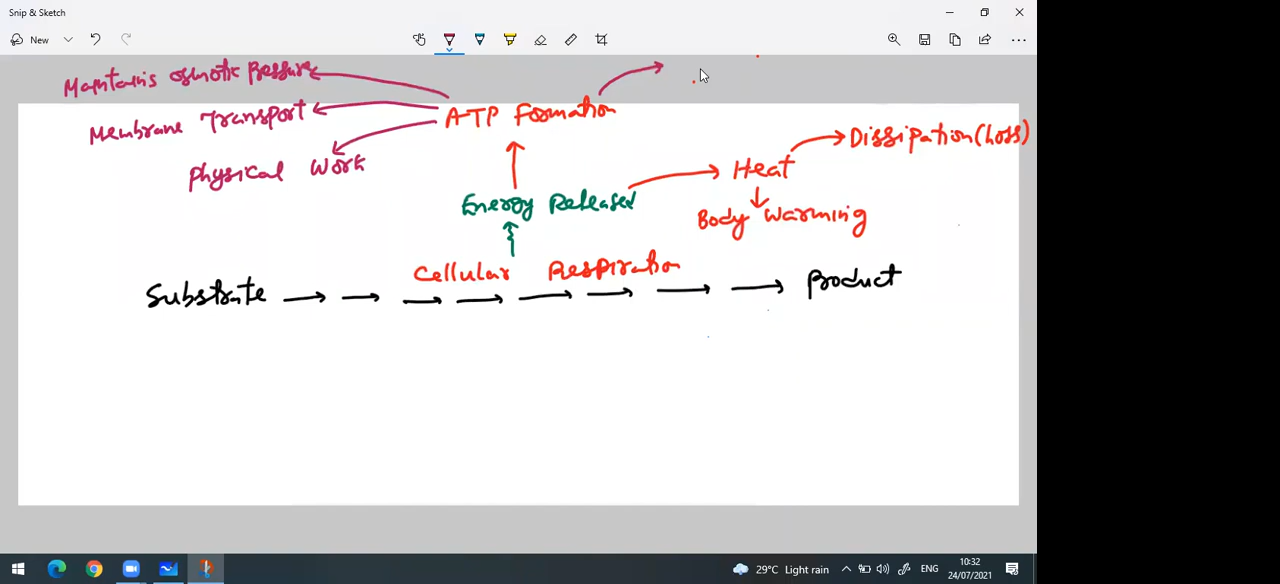 Snip & Sketch
New
Maintains Osmotic Pressure
Membrane Transport
Physical Work
ATP Formation
Dissipation (Loss)
Heat
Energy Released
Body Warming
Cellular Respiration
Substrate
Product
29°C Light rain
ENG
10:32
24/07/2021